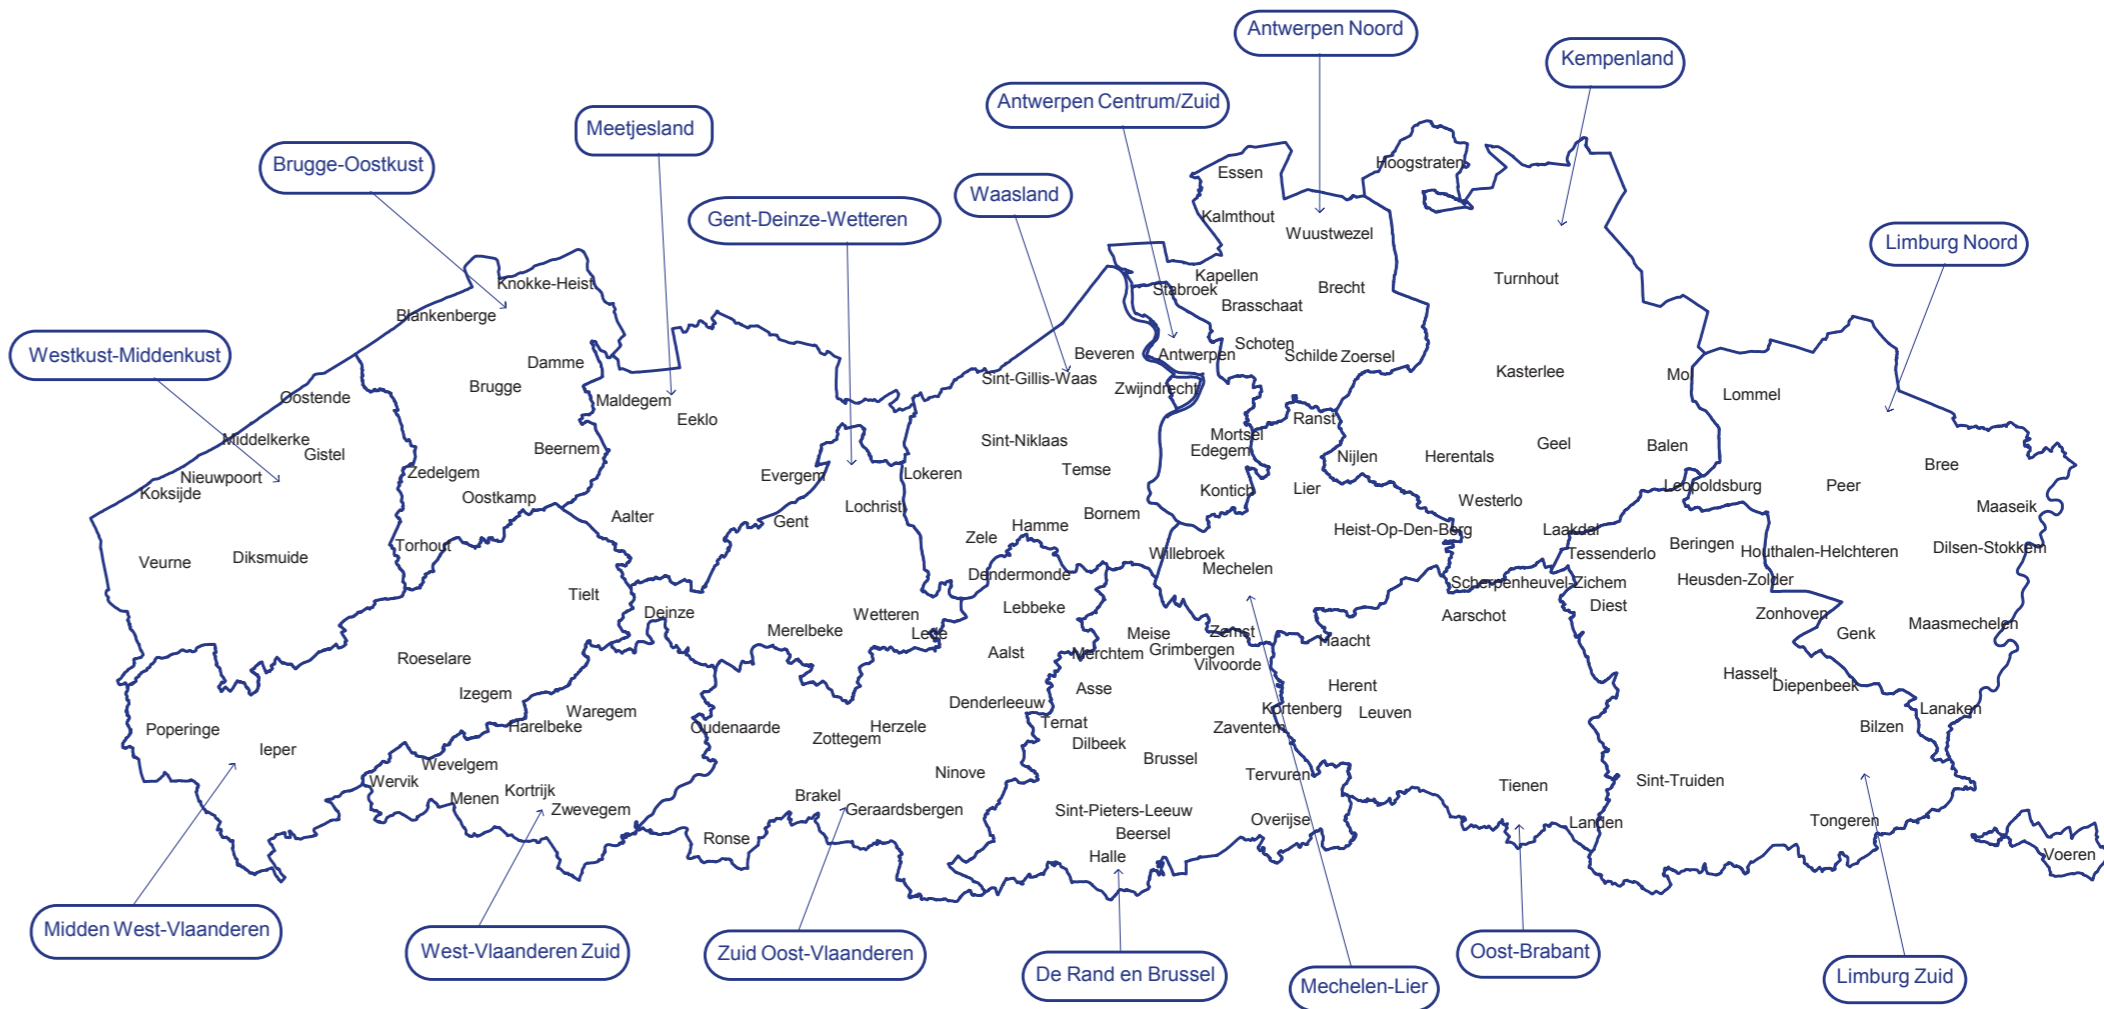 Antwerpen Noord
Kempenland
Antwerpen Centrum/Zuid
Meetjesland
Brugge-Oostkust
Hoogstraten
Essen
Waasland
Gent-Deinze-Wetteren
Kalmthout
Wuustwezel
Limburg Noord
Kapellen
Turnhout
Knokke-Heist
Stabroek
Brecht
Brasschaat
Blankenberge
Westkust-Middenkust
Schoten
Beveren
Antwerpen
Schilde
Zoersel
Damme
Sint-Gillis-Waas
Zwijndrecht
Kasterlee
Mol
Brugge
Lommel
Oostende
Maldegem
Eeklo
Ranst
Middelkerke
Gistel
Sint-Niklaas
Mortsel
Edegem
Geel
Balen
Beernem
Nijlen
Herentals
Bree
Zedelgem
Nieuwpoort
Koksijde
Evergem
Lokeren
Temse
Kontich
Lier
Leopoldsburg
Peer
Oostkamp
Westerlo
Maaseik
Aalter
Gent
Lochristi
Bornem
Hamme
Zele
Heist-Op-Den-Berg
Laakdal
Torhout
Willebroek
Tessenderlo
Beringen
Houthalen-Helchteren
Dilsen-Stokkem
Veurne
Diksmuide
Mechelen
Dendermonde
Scherpenheuvel-Zichem
Heusden-Zolder
Tielt
Deinze
Wetteren
Lebbeke
Aarschot
Diest
Zonhoven
Maasmechelen
Merelbeke
Lede
Meise
Zemst
Haacht
Genk
Roeselare
Aalst
Merchtem
Grimbergen
Vilvoorde
Izegem
Asse
Herent
Hasselt
Diepenbeek
Denderleeuw
Kortenberg
Leuven
Lanaken
Waregem
Harelbeke
Poperinge
Oudenaarde
Herzele
Ternat
Zaventem
Bilzen
Ieper
Zottegem
Dilbeek
Brussel
Wevelgem
Wervik
Ninove
Tervuren
Tienen
Sint-Truiden
Kortrijk
Menen
Zwevegem
Brakel
Geraardsbergen
Sint-Pieters-Leeuw
Overijse
Landen
Tongeren
Ronse
Beersel
Halle
Voeren
Midden West-Vlaanderen
West-Vlaanderen Zuid
Zuid Oost-Vlaanderen
De Rand en Brussel
Mechelen-Lier
Oost-Brabant
Limburg Zuid